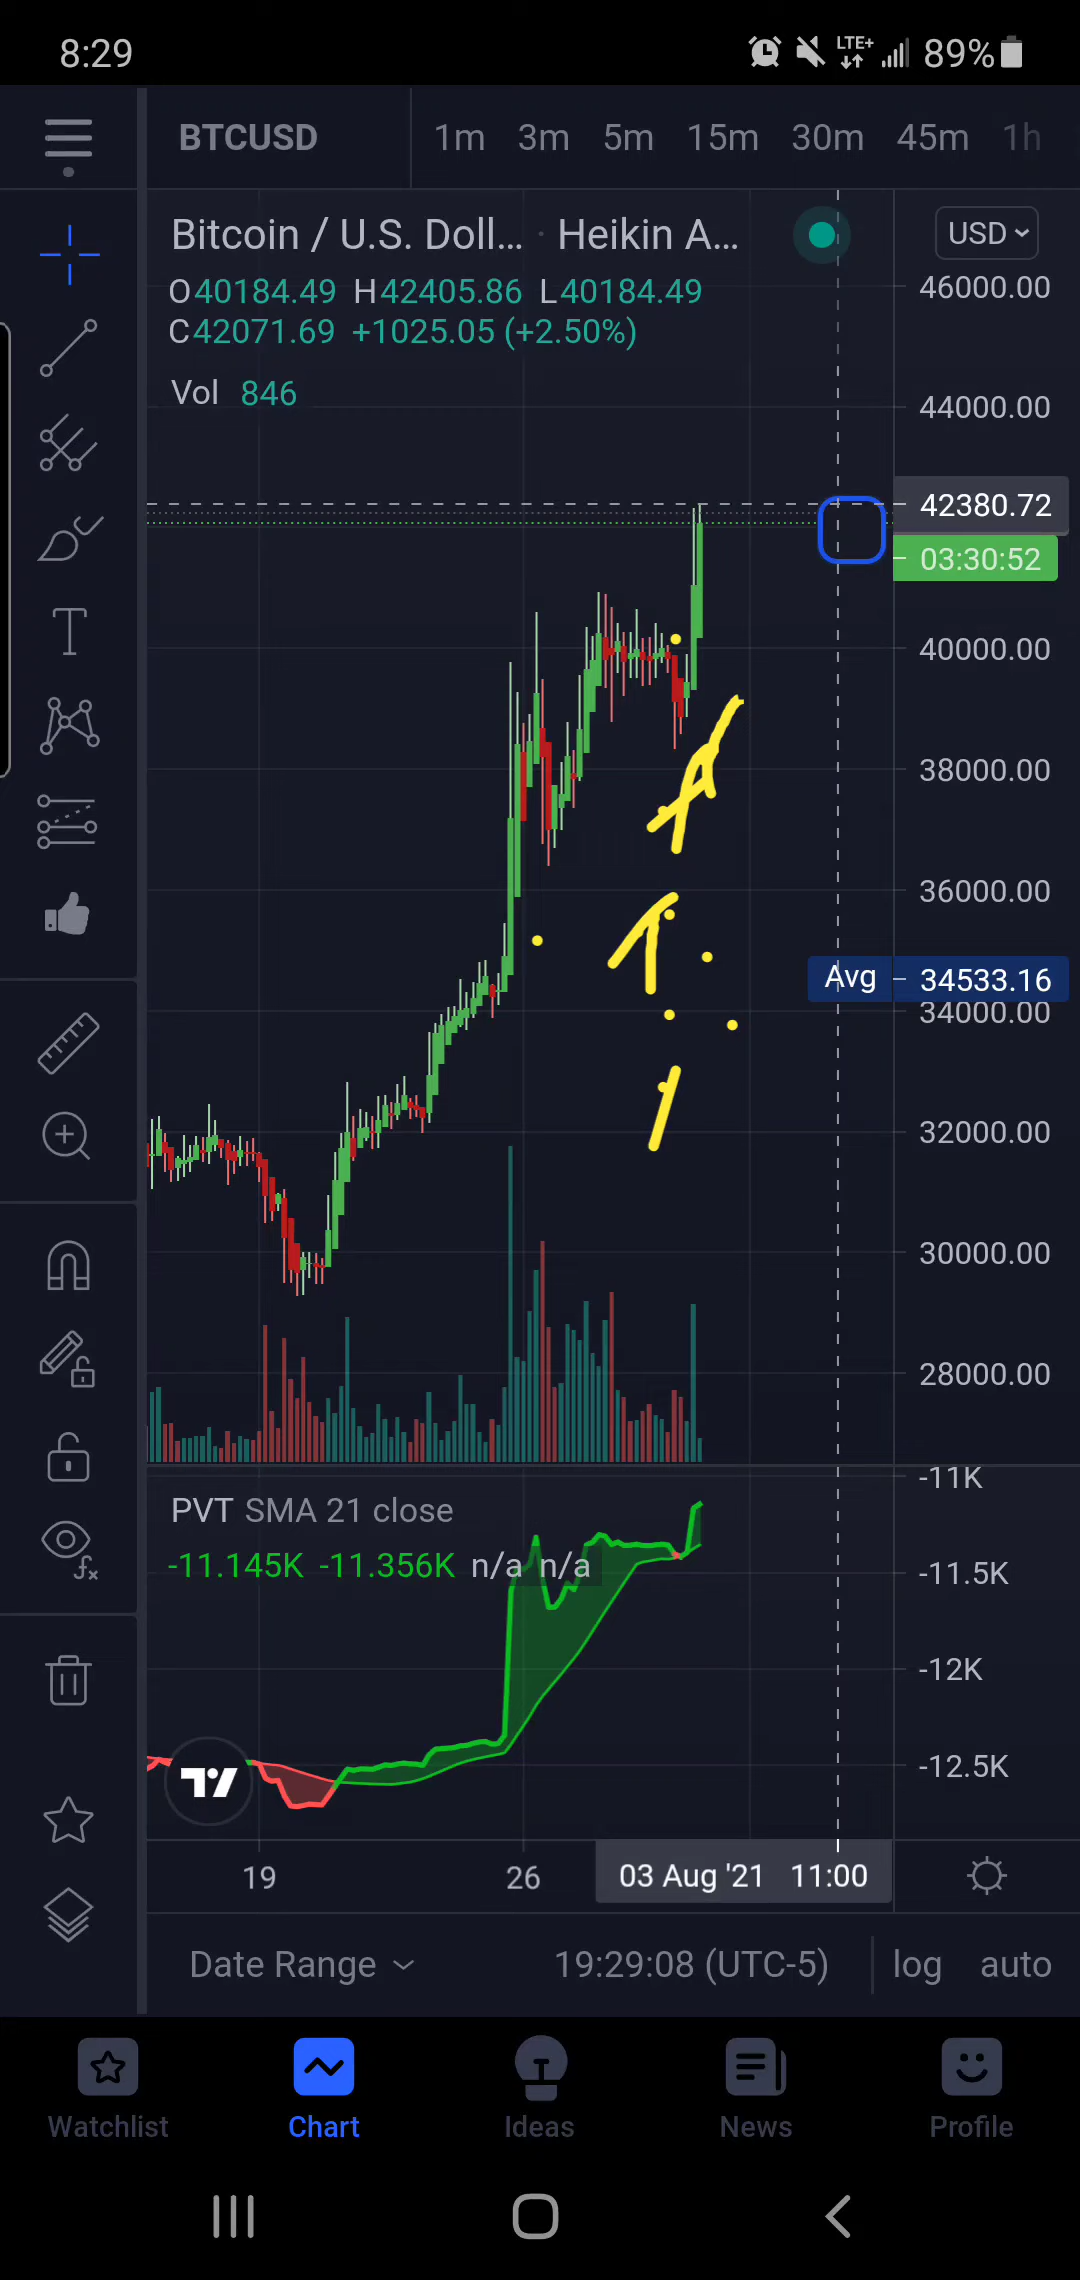 8:29 LTE+ 89%
BTCUSD 1m 3m 5m 15m 30m 45m 1h
Bitcoin / U.S. Doll... · Heikin A... USD
O40184.49 H42405.86 L40184.49
C42071.69 +1025.05 (+2.50%)
Vol 846
46000.00
44000.00
42380.72
03:30:52
40000.00
38000.00
36000.00
Avg 34533.16
34000.00
32000.00
30000.00
28000.00
-11K
PVT SMA 21 close
-11.145K -11.356K n/a n/a
-11.5K
-12K
-12.5K
19 26 03 Aug '21 11:00
Date Range 19:29:08 (UTC-5) log auto
Watchlist Chart Ideas News Profile